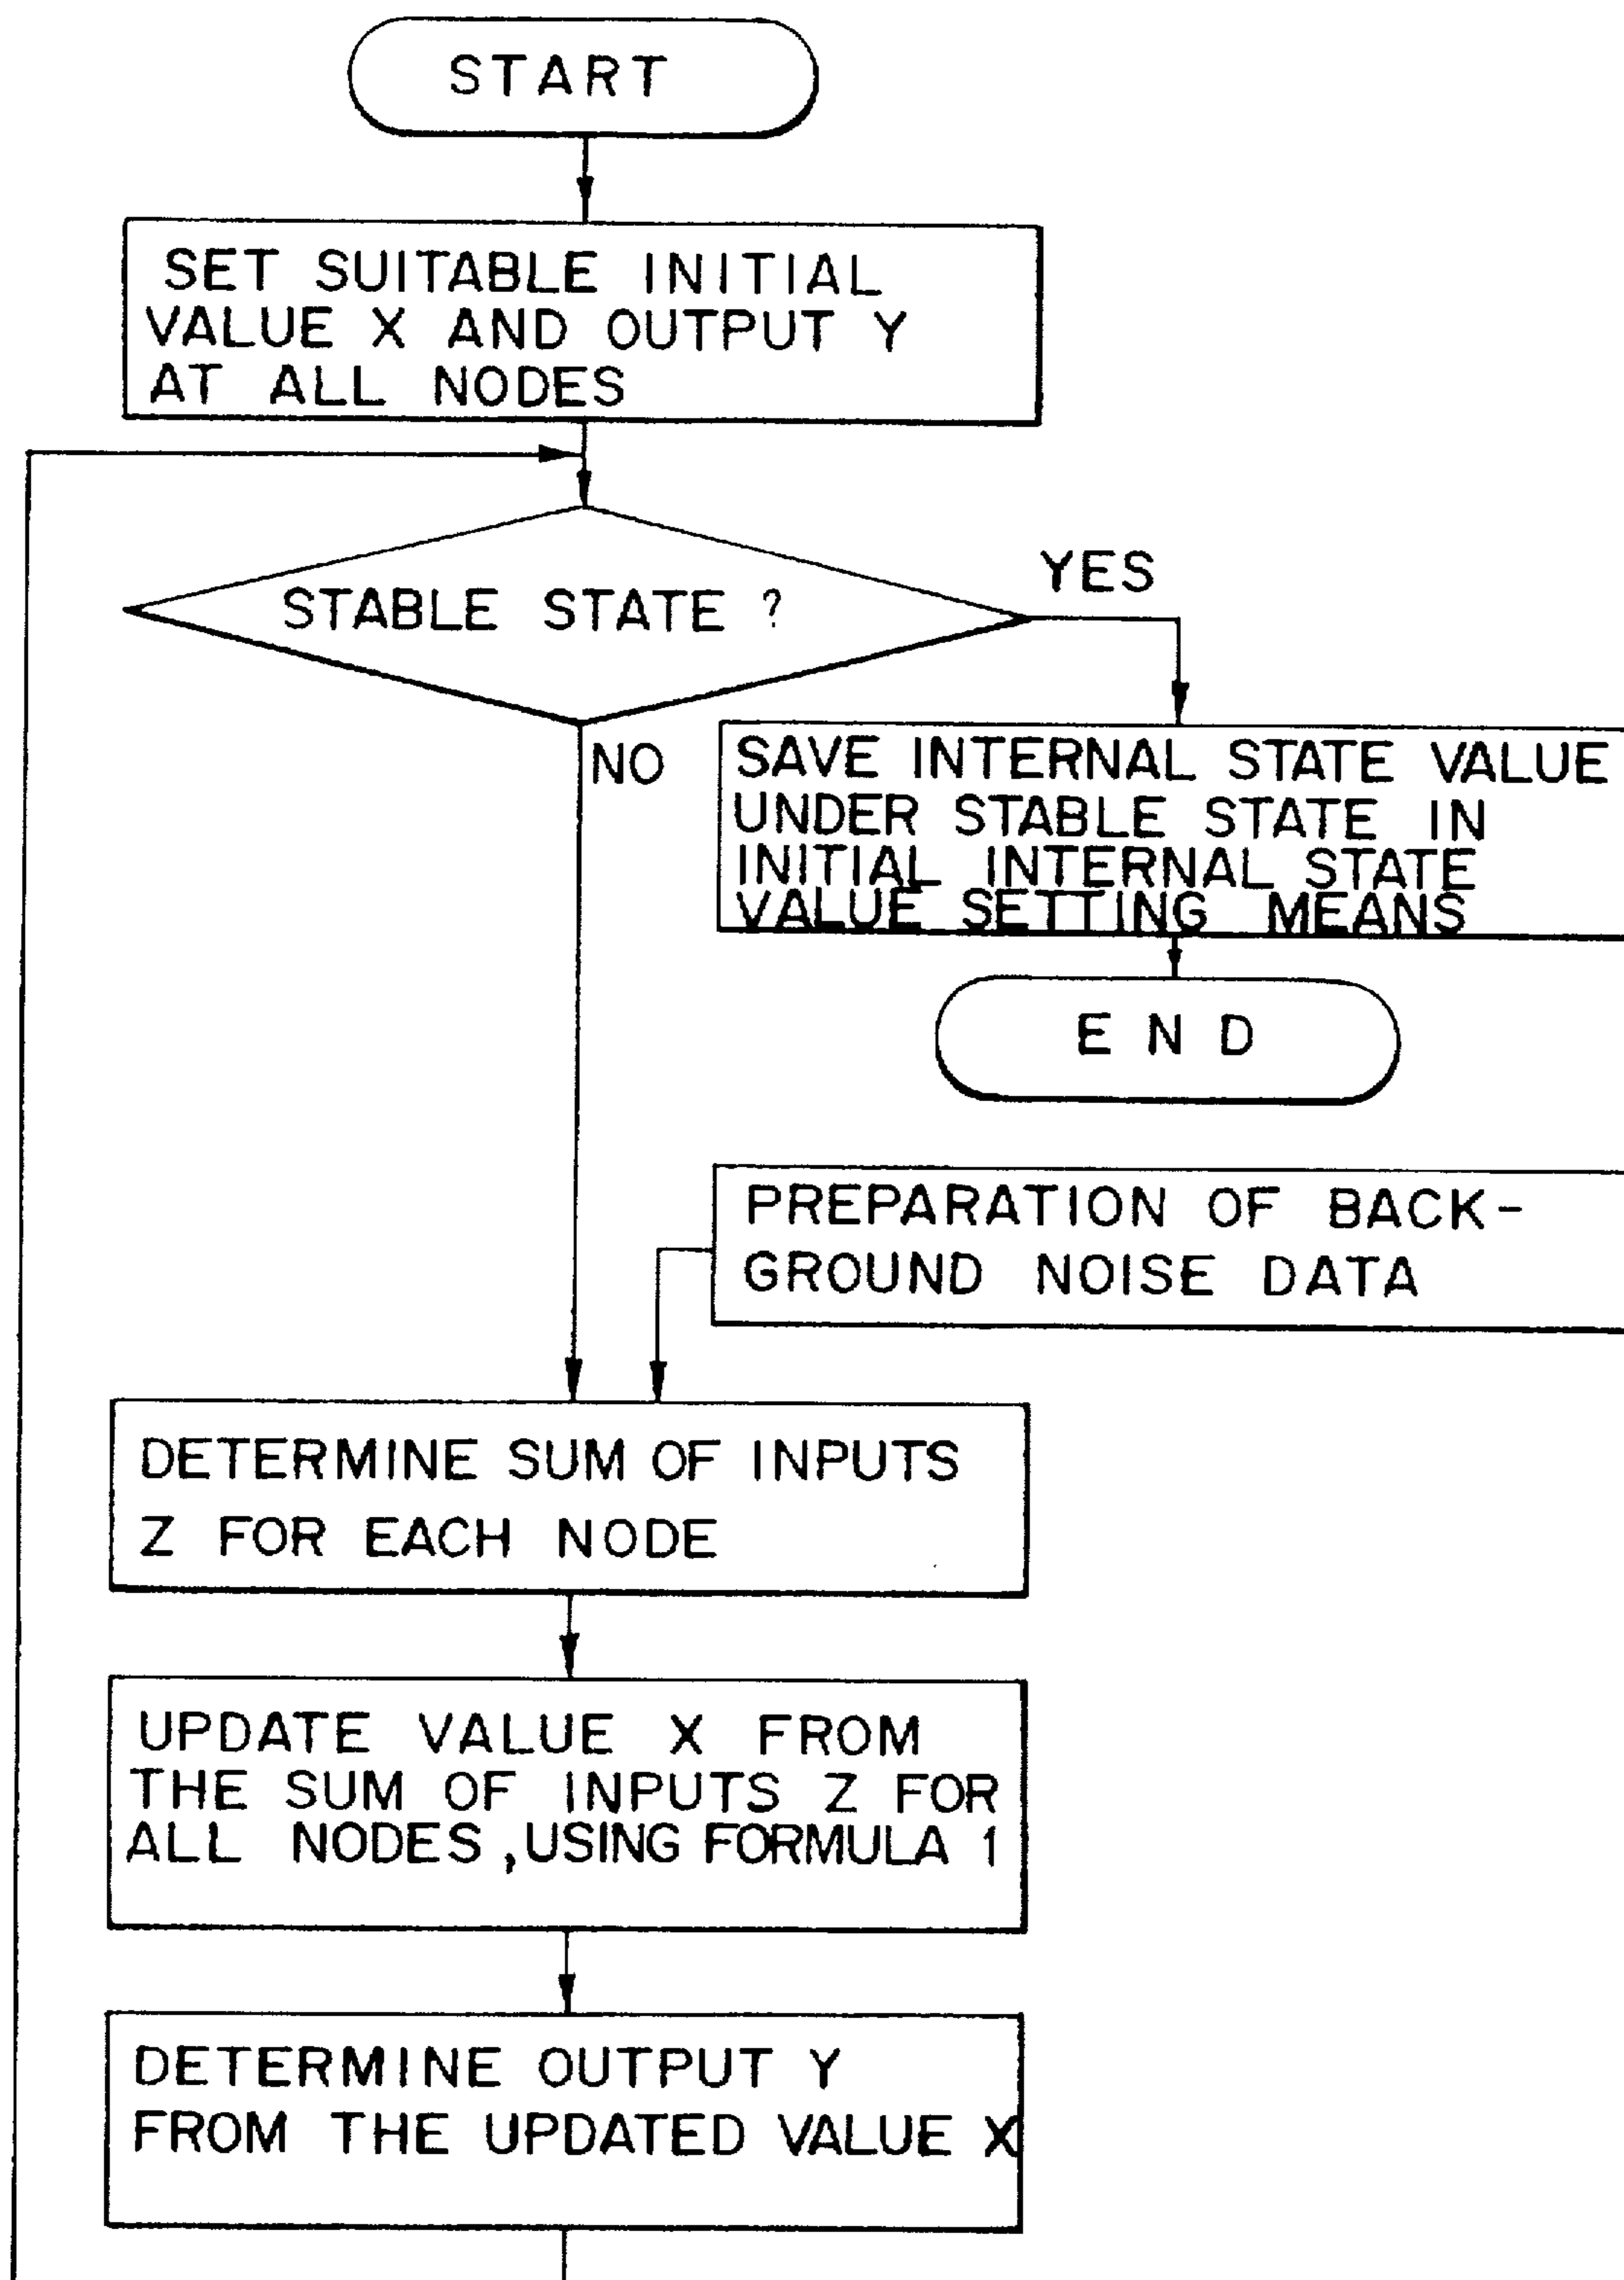 START
SET SUITABLE INITIAL
VALUE X AND OUTPUT Y
AT ALL NODES
STABLE STATE ?
YES
NO
SAVE INTERNAL STATE VALUE
UNDER STABLE STATE IN
INITIAL INTERNAL STATE
VALUE SETTING MEANS
END
PREPARATION OF BACK-
GROUND NOISE DATA
DETERMINE SUM OF INPUTS
Z FOR EACH NODE
UPDATE VALUE X FROM
THE SUM OF INPUTS Z FOR
ALL NODES, USING FORMULA 1
DETERMINE OUTPUT Y
FROM THE UPDATED VALUE X